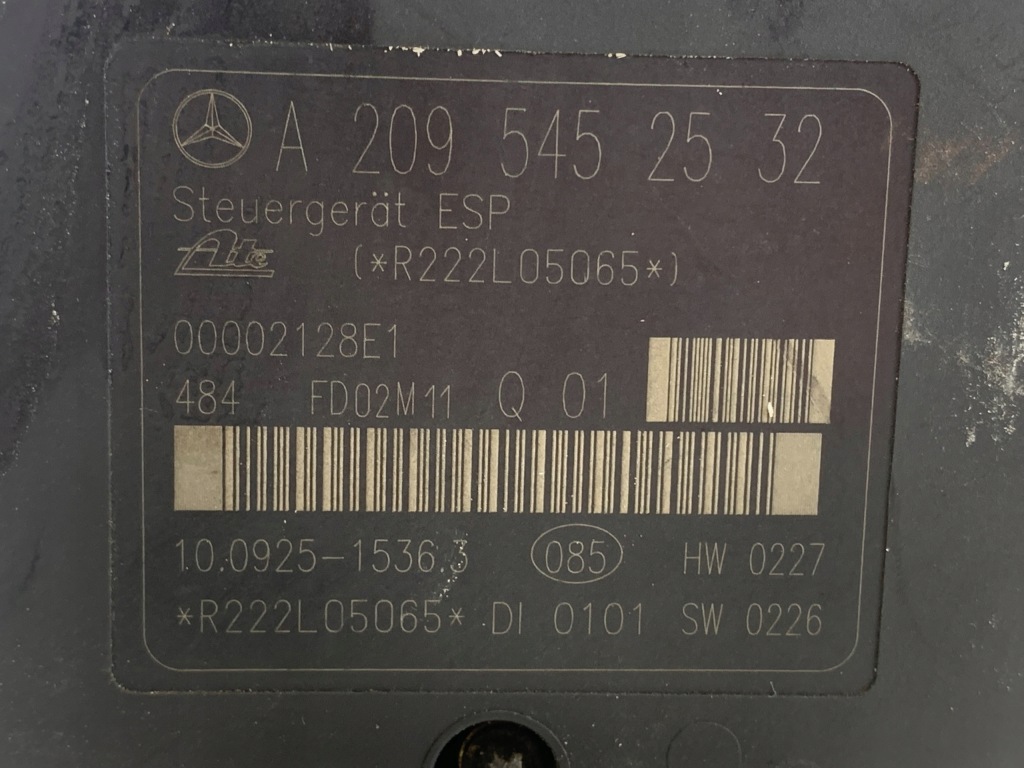 A 209 545 25 32
Steuergerät ESP
Ate (*R222L05065*)
00002128E1
484 FD02M11 Q 01
10.0925-1536.3 085 HW 0227
*R222L05065* DI 0101 SW 0226